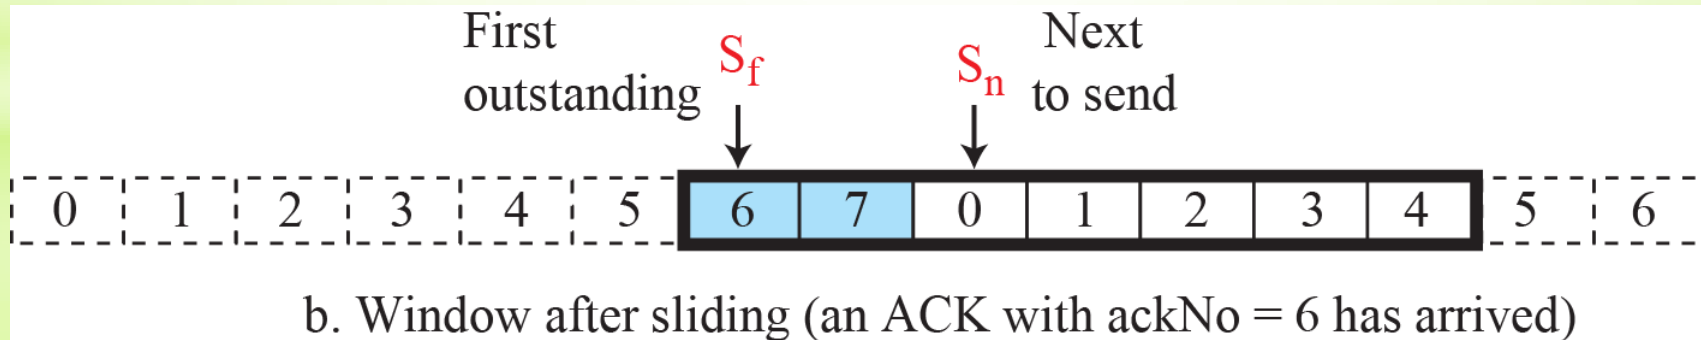 First
outstanding
Sf
Sn
Next
to send
0 1 2 3 4 5 6 7 0 1 2 3 4 5 6
b. Window after sliding (an ACK with ackNo = 6 has arrived)